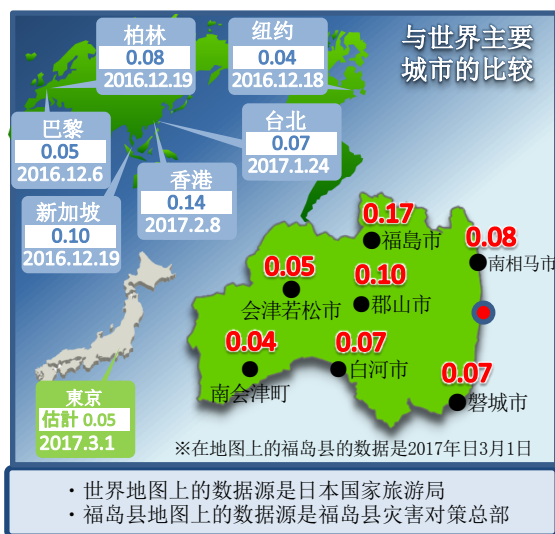 与世界主要
城市的比较
柏林
0.08
2016.12.19
纽约
0.04
2016.12.18
巴黎
0.05
2016.12.6
台北
0.07
2017.1.24
香港
0.14
2017.2.8
新加坡
0.10
2016.12.19
0.17
福島市
0.08
南相马市
0.05
会津若松市
0.10
郡山市
0.04
南会津町
0.07
白河市
0.07
磐城市
東京
估計 0.05
2017.3.1
※在地图上的福岛县的数据是2017年日3月1日
・世界地图上的数据源是日本国家旅游局
・福岛县地图上的数据源是福岛县灾害对策总部